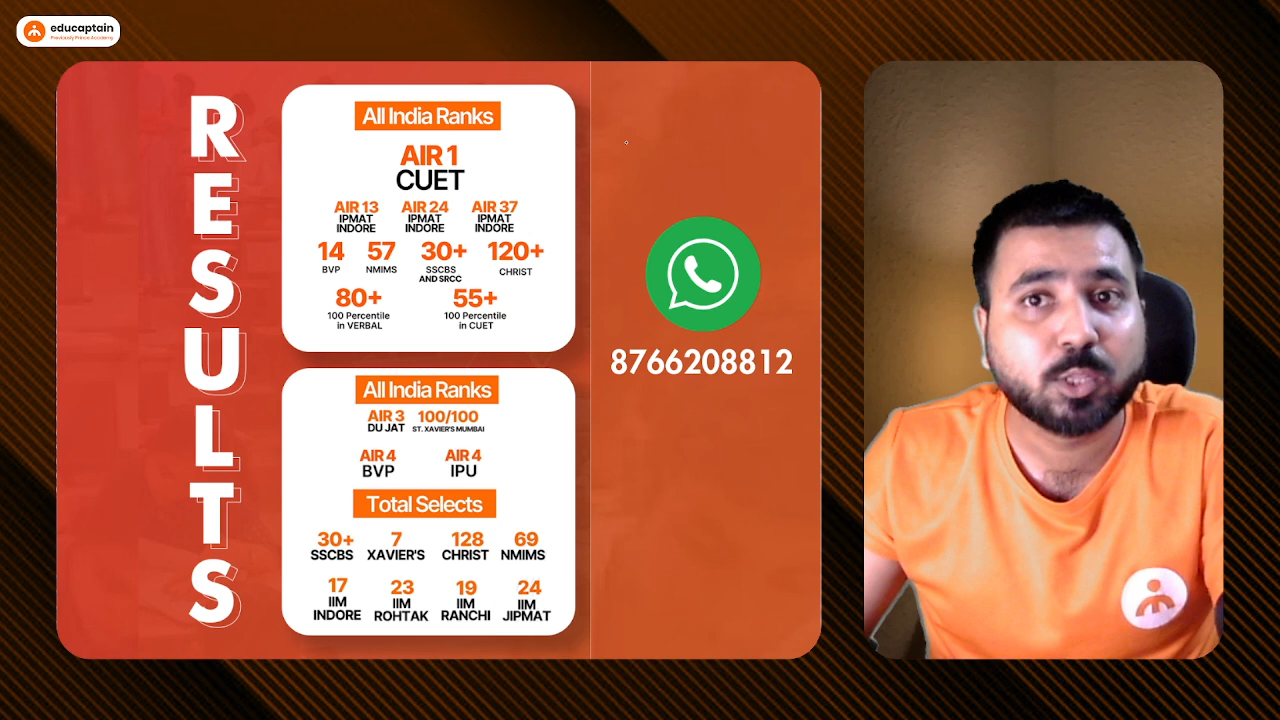 educaptain
Previously Prince Academy
RESULTS
All India Ranks
AIR 1
CUET
AIR 13 AIR 24 AIR 37
IPMAT IPMAT IPMAT
INDORE INDORE INDORE
14 57 30+ 120+
BVP NMIMS SSCBS CHRIST
AND SRCC
80+ 55+
100 Percentile 100 Percentile
in VERBAL in CUET
All India Ranks
AIR 3 100/100
DU JAT ST. XAVIER'S MUMBAI
AIR 4 AIR 4
BVP IPU
Total Selects
30+ 7 128 69
SSCBS XAVIER'S CHRIST NMIMS
17 23 19 24
IIM IIM IIM IIM
INDORE ROHTAK RANCHI JIPMAT
8766208812